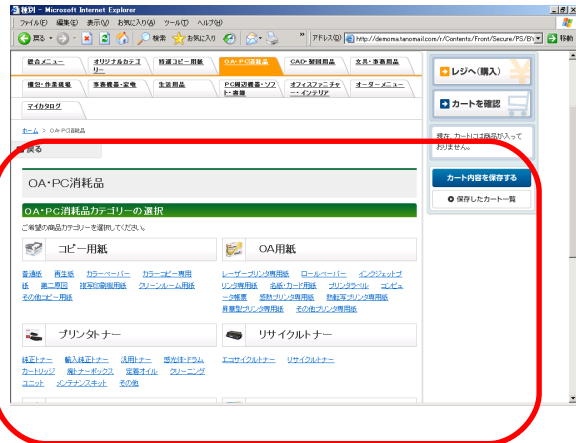 種別 - Microsoft Internet Explorer
ファイル(F) 編集(E) 表示(V) お気に入り(A) ツール(T) ヘルプ(H)
戻る 検索 お気に入り アドレス(D) http://demoma.tanomail.com/r/Contents/Front/Secure/PS/BY 移動
総合メニュー オリジナルカテゴリー 特選コピー用紙 OA・PC消耗品 CAD・製図用品 文具・事務用品
梱包・作業現場 事務機器・家電 生活用品 PC周辺機器・ソフト・書籍 オフィスファニチャー・インテリア オーダーメニュー
マイカタログ
ホーム > OA・PC消耗品
戻る
レジへ(購入)
カートを確認
現在、カートには商品が入っておりません。
カート内容を保存する
保存したカート一覧
OA・PC消耗品
OA・PC消耗品カテゴリーの選択
ご希望の商品カテゴリーを選択してください。
コピー用紙 OA用紙
普通紙 再生紙 カラーペーパー カラーコピー専用
紙 第二原図 複写印刷機用紙 クリーンルーム用紙
その他コピー用紙
レーザープリンタ専用紙 ロールペーパー インクジェットプ
リンタ専用紙 名紙・カード用紙 プリンタラベル コンピュ
ータ帳票 感熱プリンタ専用紙 熱転写プリンタ専用紙
昇華型プリンタ専用紙 その他プリンタ専用紙
プリンタトナー リサイクルトナー
純正トナー 輸入純正トナー 汎用トナー 感光体・ドラム
カートリッジ 廃トナーボックス 定着オイル クリーニング
ユニット メンテナンスキット その他
エコサイクルトナー リサイクルトナー